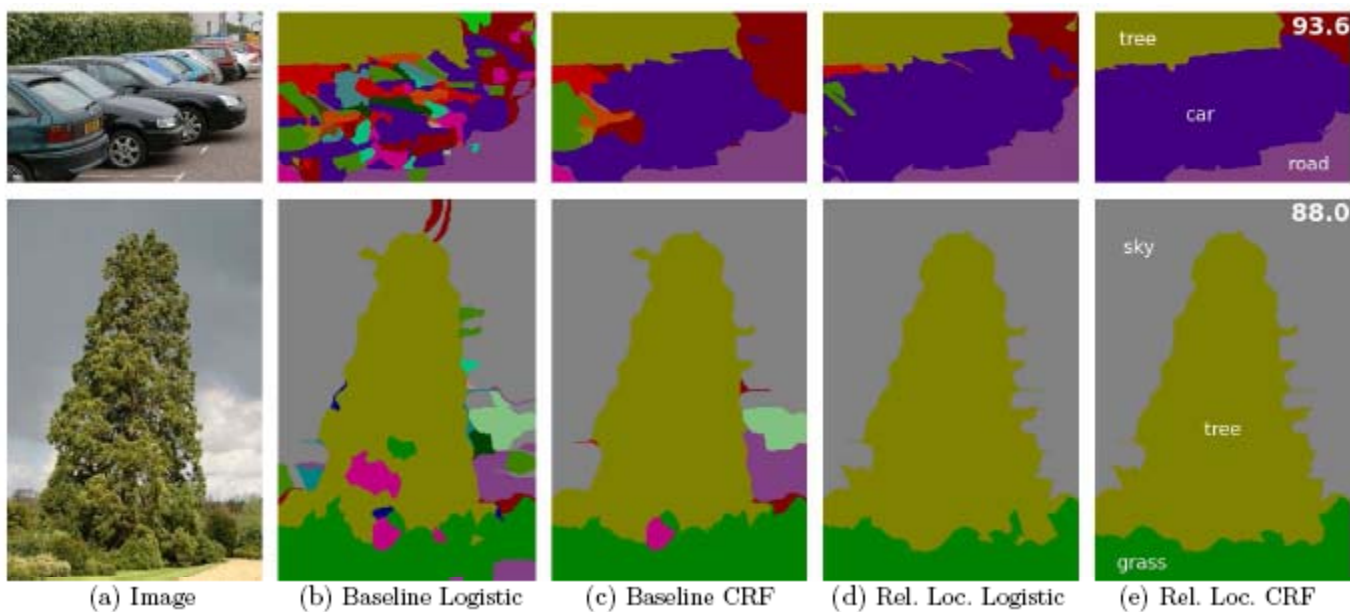 tree
93.6
car
road
88.0
sky
tree
grass
(a) Image
(b) Baseline Logistic
(c) Baseline CRF
(d) Rel. Loc. Logistic
(e) Rel. Loc. CRF